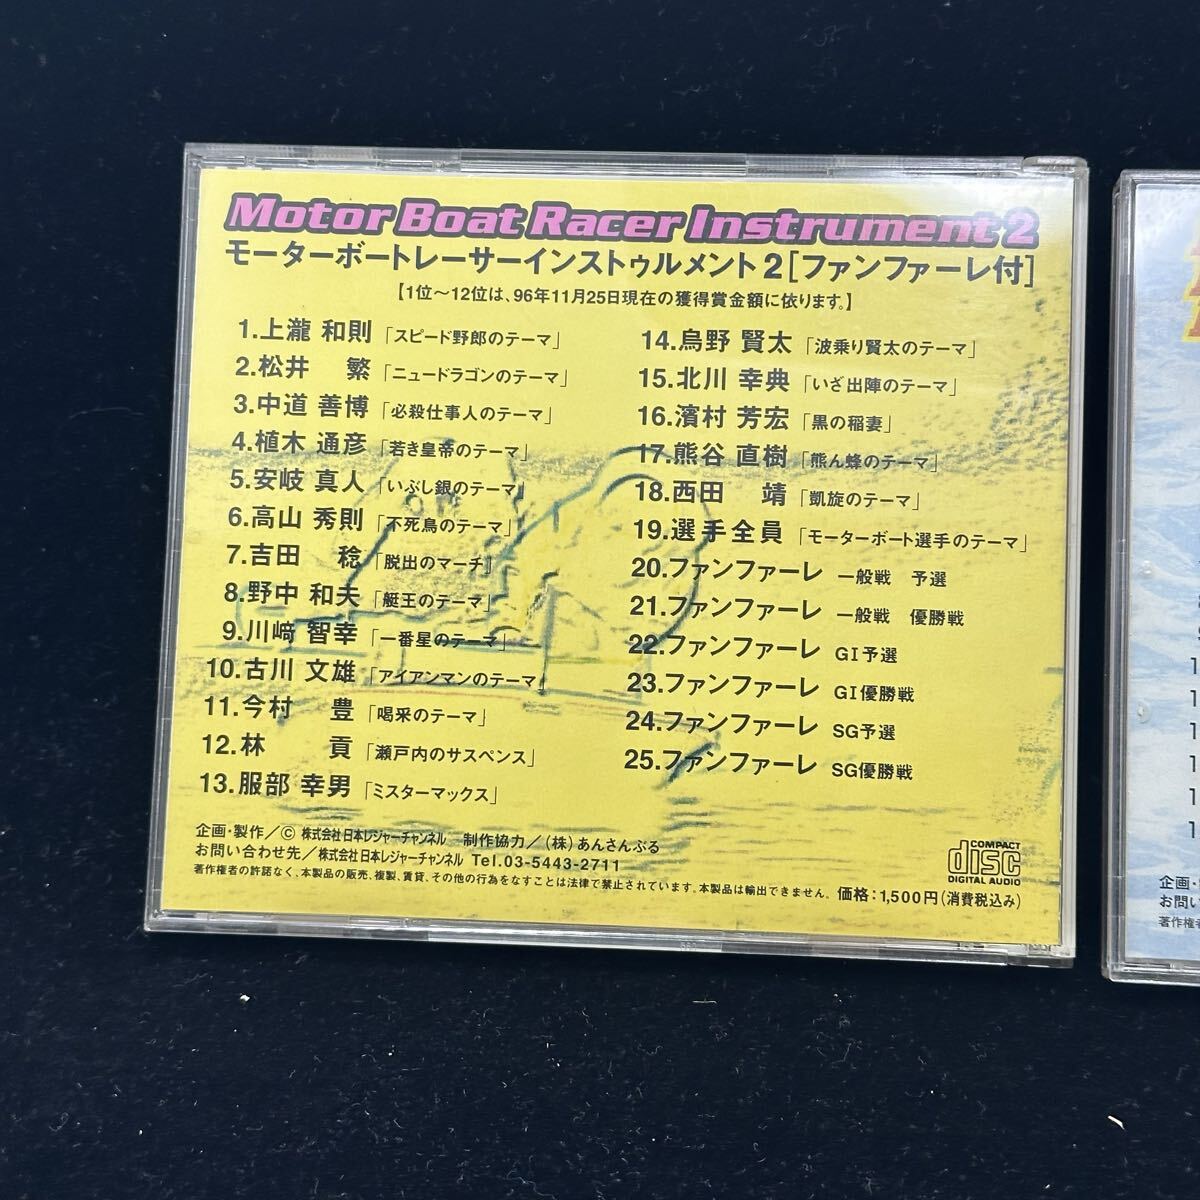 Motor Boat Racer Instrument 2
モーターボートレーサーインストゥルメント2[ファンファーレ付]
【1位〜12位は、96年11月25日現在の獲得賞金額に依ります。】
1.上瀧 和則「スピード野郎のテーマ」
2.松井 繁「ニュードラゴンのテーマ」
3.中道 善博「必殺仕事人のテーマ」
4.植木 通彦「若き皇帝のテーマ」
5.安岐 真人「いぶし銀のテーマ」
6.高山 秀則「不死鳥のテーマ」
7.吉田 稔「脱出のマーチ」
8.野中 和夫「艇王のテーマ」
9.川﨑 智幸「一番星のテーマ」
10.古川 文雄「アイアンマンのテーマ」
11.今村 豊「喝采のテーマ」
12.林 貢「瀬戸内のサスペンス」
13.服部 幸男「ミスターマックス」
14.烏野 賢太「波乗り賢太のテーマ」
15.北川 幸典「いざ出陣のテーマ」
16.濱村 芳宏「黒の稲妻」
17.熊谷 直樹「熊ん蜂のテーマ」
18.西田 靖「凱旋のテーマ」
19.選手全員「モーターボート選手のテーマ」
20.ファンファーレ 一般戦 予選
21.ファンファーレ 一般戦 優勝戦
22.ファンファーレ GI予選
23.ファンファーレ GI優勝戦
24.ファンファーレ SG予選
25.ファンファーレ SG優勝戦
企画・製作／© 株式会社日本レジャーチャンネル 制作協力／(株)あんさんぶる
お問い合わせ先／株式会社日本レジャーチャンネル Tel.03-5443-2711
著作権者の許諾なく、本製品の販売、複製、賃貸、その他の行為をなすことは法律で禁止されています。本製品は輸出できません。 価格：1,500円(消費税込み)
COMPACT
disc
DIGITAL AUDIO
1
1
1
1
1
1
企画・
お問い
著作権者